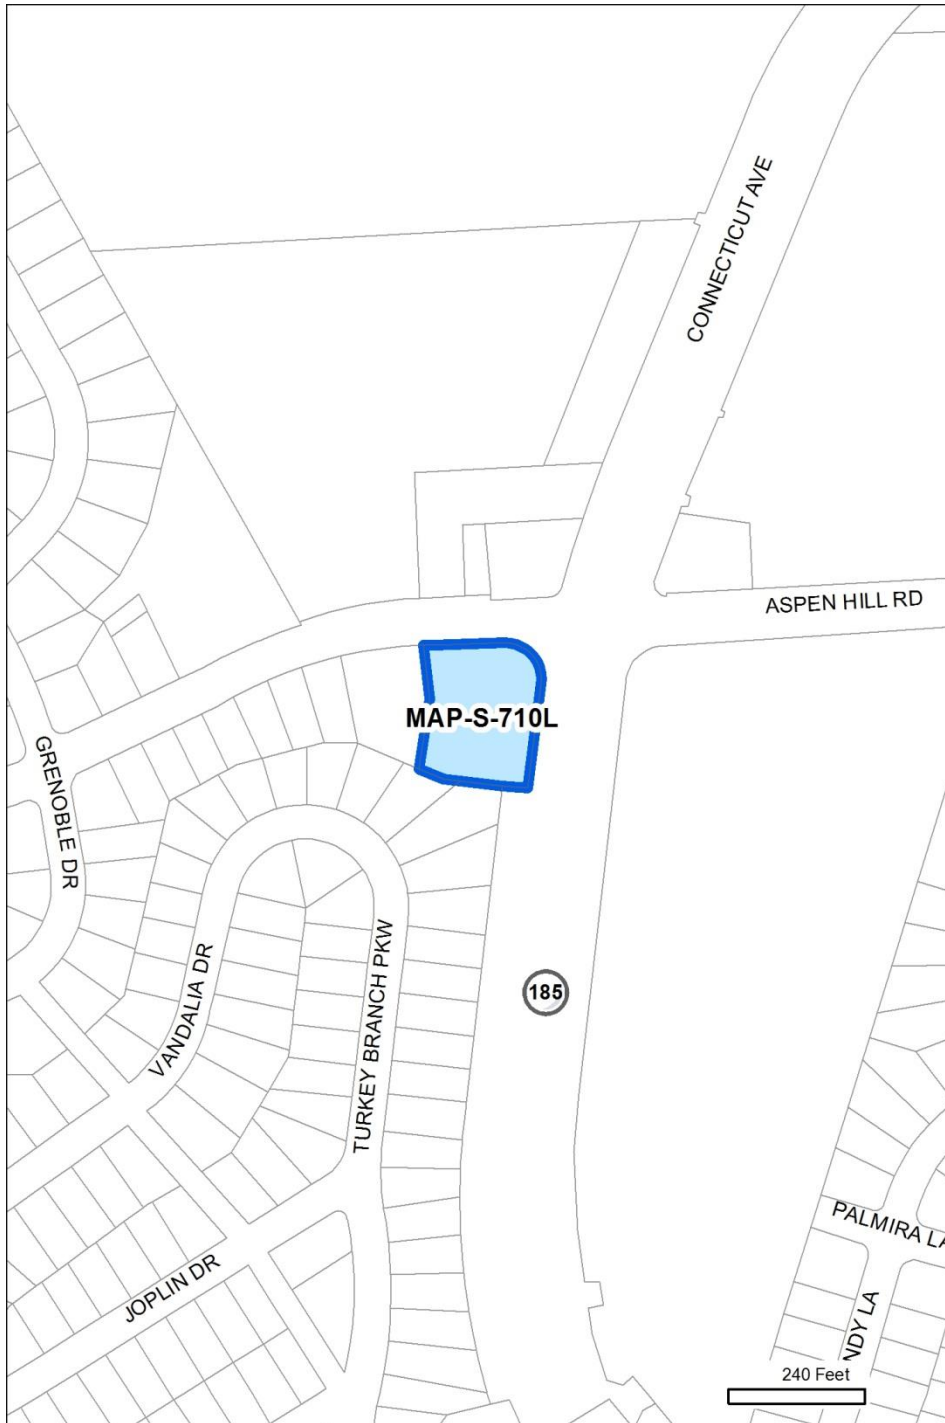 CONNECTICUT AVE
ASPEN HILL RD
MAP-S-710L
GRENOBLE DR
VANDALIA DR
TURKEY BRANCH PKW
185
PALMIRA LA
JOPLIN DR
NDY LA
240 Feet